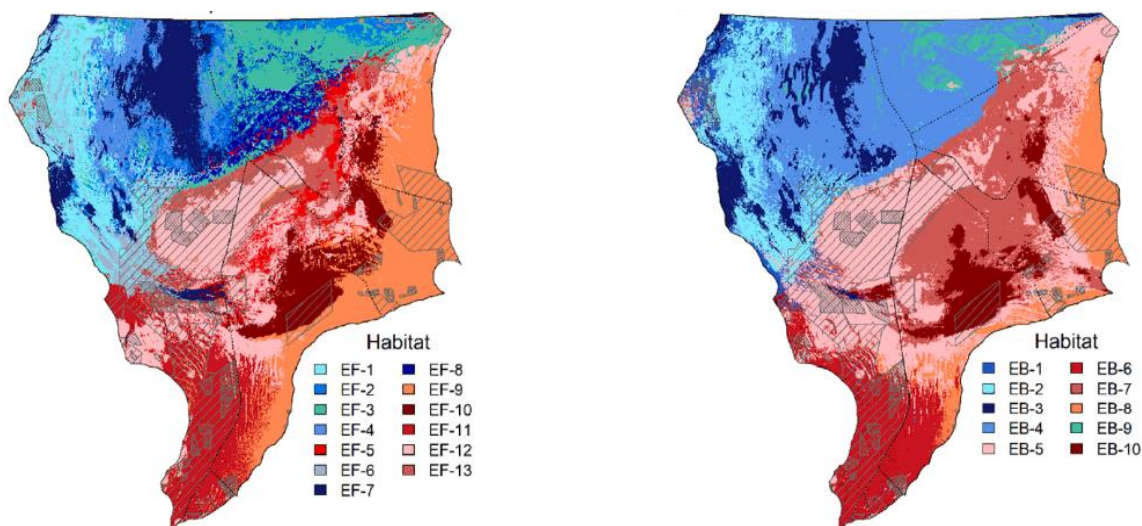 Habitat
EF-1 EF-8
EF-2 EF-9
EF-3 EF-10
EF-4 EF-11
EF-5 EF-12
EF-6 EF-13
EF-7
Habitat
EB-1 EB-6
EB-2 EB-7
EB-3 EB-8
EB-4 EB-9
EB-5 EB-10